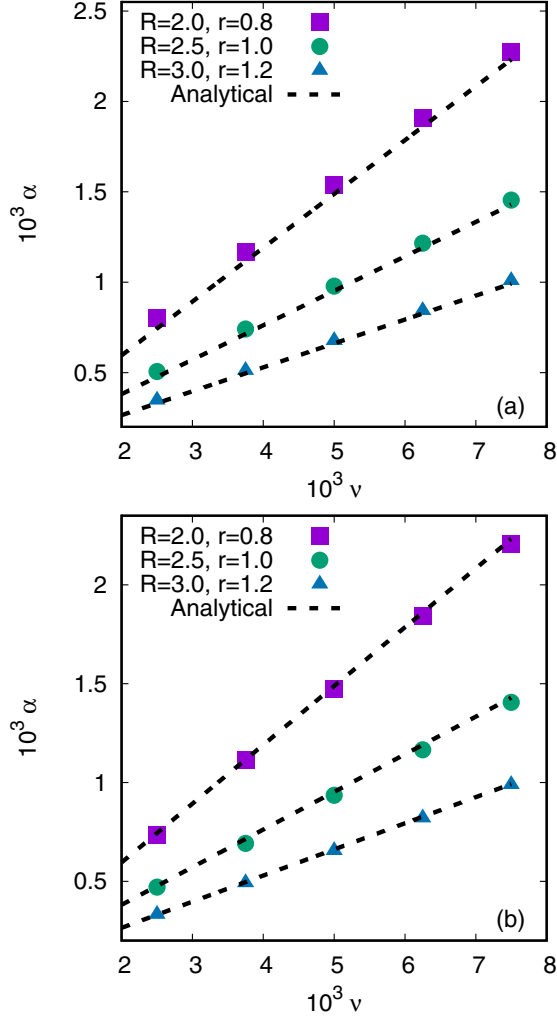 R=2.0, r=0.8
R=2.5, r=1.0
R=3.0, r=1.2
Analytical
2
1.5
1
0.5
10³ α
2 3 4 5 6 7 8
10³ ν
(a)
R=2.0, r=0.8
R=2.5, r=1.0
R=3.0, r=1.2
Analytical
2
1.5
1
0.5
10³ α
2 3 4 5 6 7 8
10³ ν
(b)